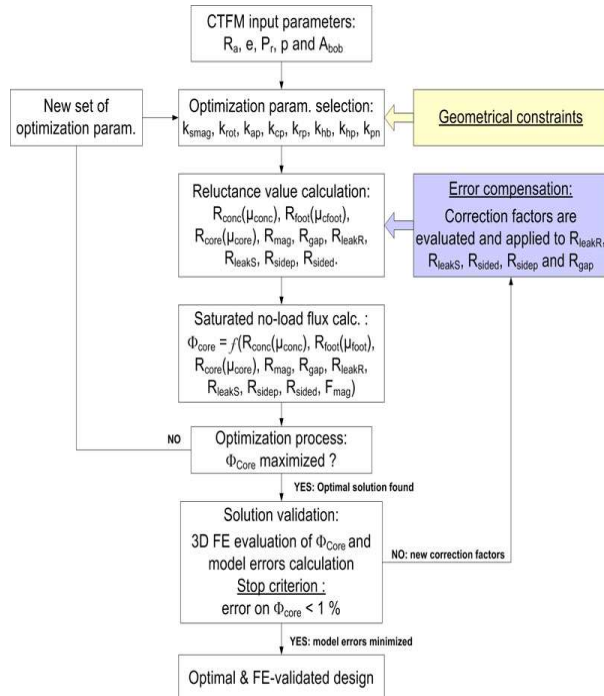 CTFM input parameters:
Ra, e, Pr, p and Abob
New set of
optimization param.
Optimization param. selection:
ksmag, krot, kap, kcp, krp, khb, khp, kpn
Geometrical constraints
Reluctance value calculation:
Rconc(μconc), Rfoot(μcfoot),
Rcore(μcore), Rmag, Rgap, RleakR,
RleakS, Rsidep, Rsided.
Error compensation:
Correction factors are
evaluated and applied to RleakR,
RleakS, Rsided, Rsidep and Rgap
Saturated no-load flux calc. :
Φcore = f(Rconc(μconc), Rfoot(μfoot),
Rcore(μcore), Rmag, Rgap, RleakR,
RleakS, Rsidep, Rsided, Fmag)
NO
Optimization process:
ΦCore maximized ?
YES: Optimal solution found
Solution validation:
3D FE evaluation of ΦCore and
model errors calculation
Stop criterion :
error on Φcore < 1 %
NO: new correction factors
YES: model errors minimized
Optimal & FE-validated design